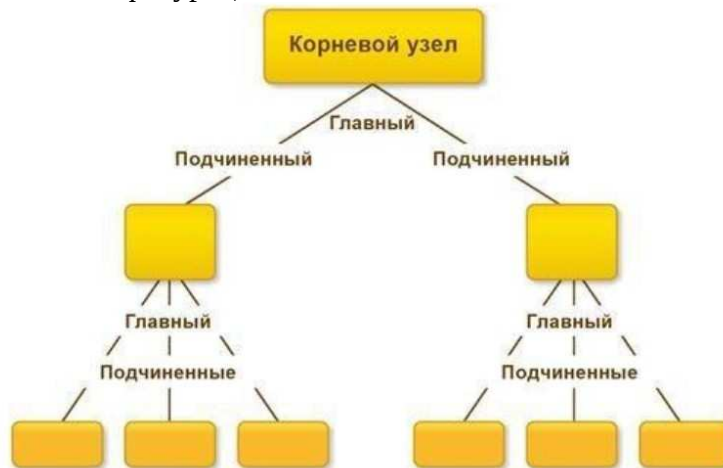 Корневой узел
Главный
Подчиненный Подчиненный
Главный Главный
Подчиненные Подчиненные